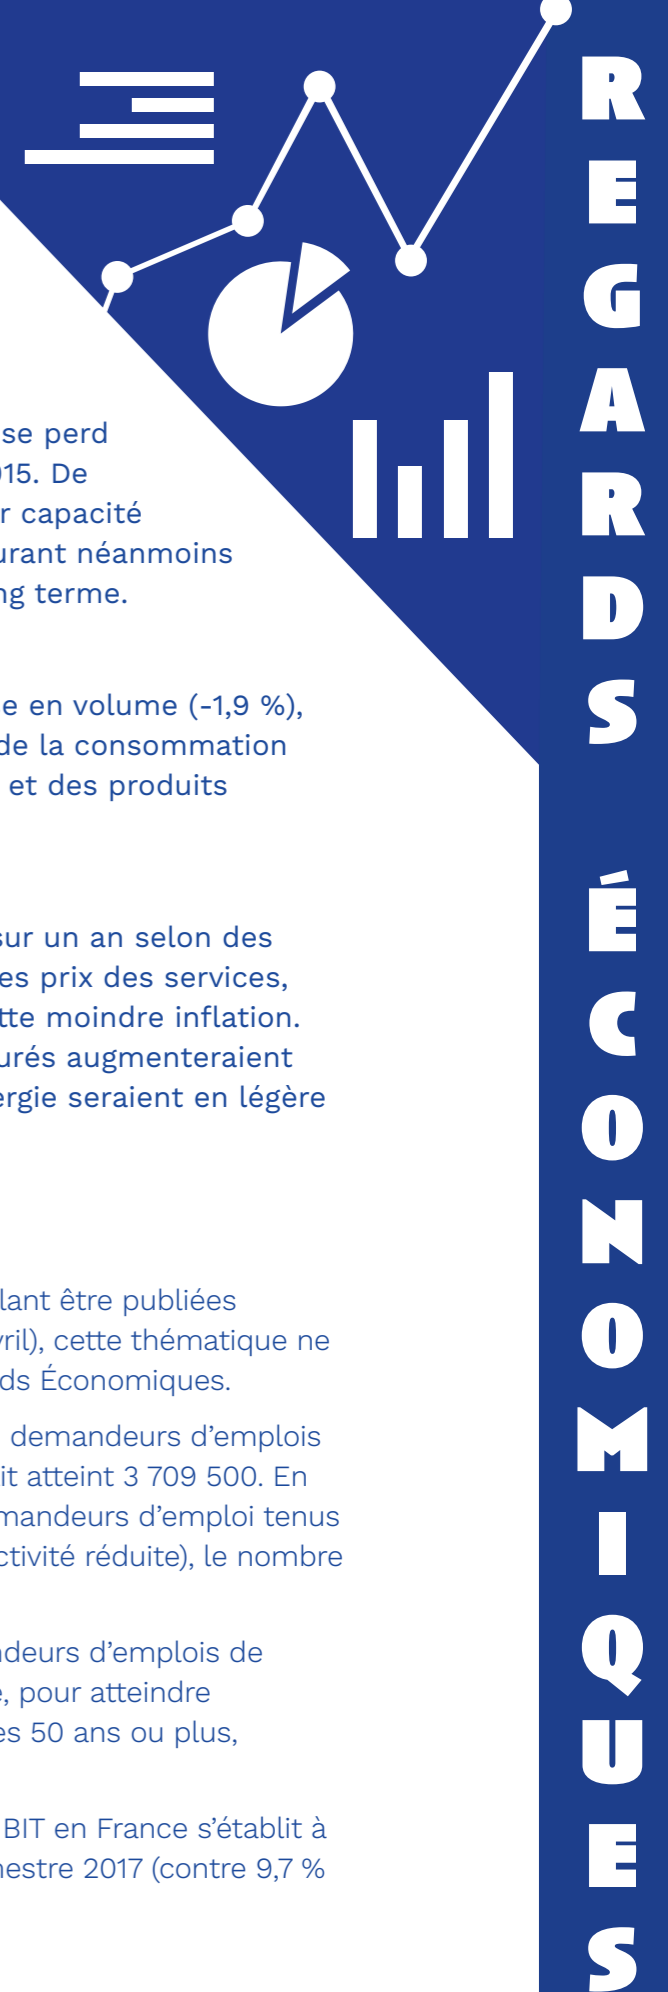 se perd
15. De
r capacité
urant néanmoins
ng terme.
e en volume (-1,9 %),
de la consommation
et des produits
sur un an selon des
es prix des services,
tte moindre inflation.
urés augmenteraient
ergie seraient en légère
lant être publiées
vril), cette thématique ne
ds Économiques.
demandeurs d’emplois
it atteint 3 709 500. En
mandeurs d’emploi tenus
ctivité réduite), le nombre
ndeurs d’emplois de
e, pour atteindre
es 50 ans ou plus,
BIT en France s’établit à
nestre 2017 (contre 9,7 %
REGARDS ÉCONOMIQUES